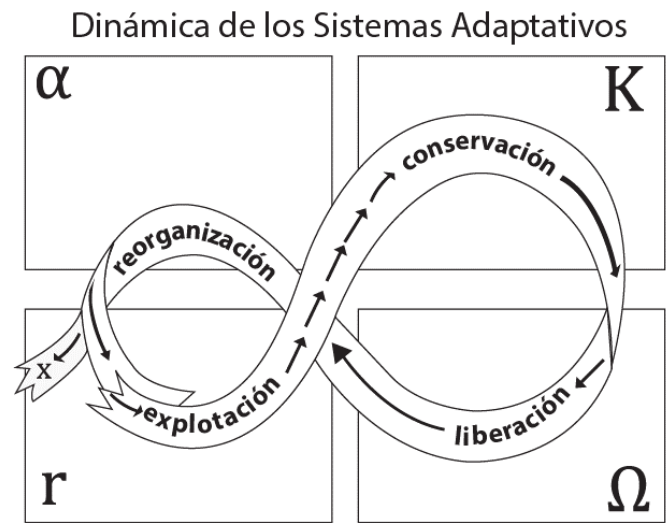 Dinámica de los Sistemas Adaptativos
α
K
conservación
reorganización
x
explotación
liberación
r
Ω